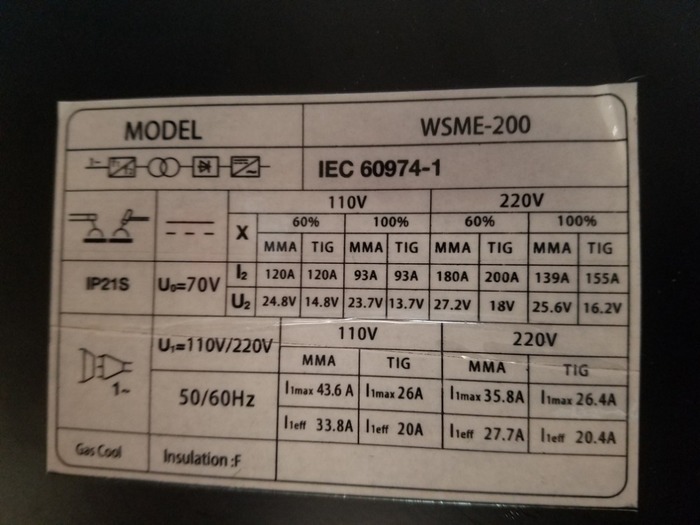 MODEL WSME-200
IEC 60974-1
110V 220V
X 60% 100% 60% 100%
MMA TIG MMA TIG MMA TIG MMA TIG
IP21S U₀=70V I₂ 120A 120A 93A 93A 180A 200A 139A 155A
U₂ 24.8V 14.8V 23.7V 13.7V 27.2V 18V 25.6V 16.2V
1~ U₁=110V/220V 110V 220V
MMA TIG MMA TIG
50/60Hz I1max 43.6 A I1max 26A I1max 35.8A I1max 26.4A
I1eff 33.8A I1eff 20A I1eff 27.7A I1eff 20.4A
Gas Cool Insulation :F